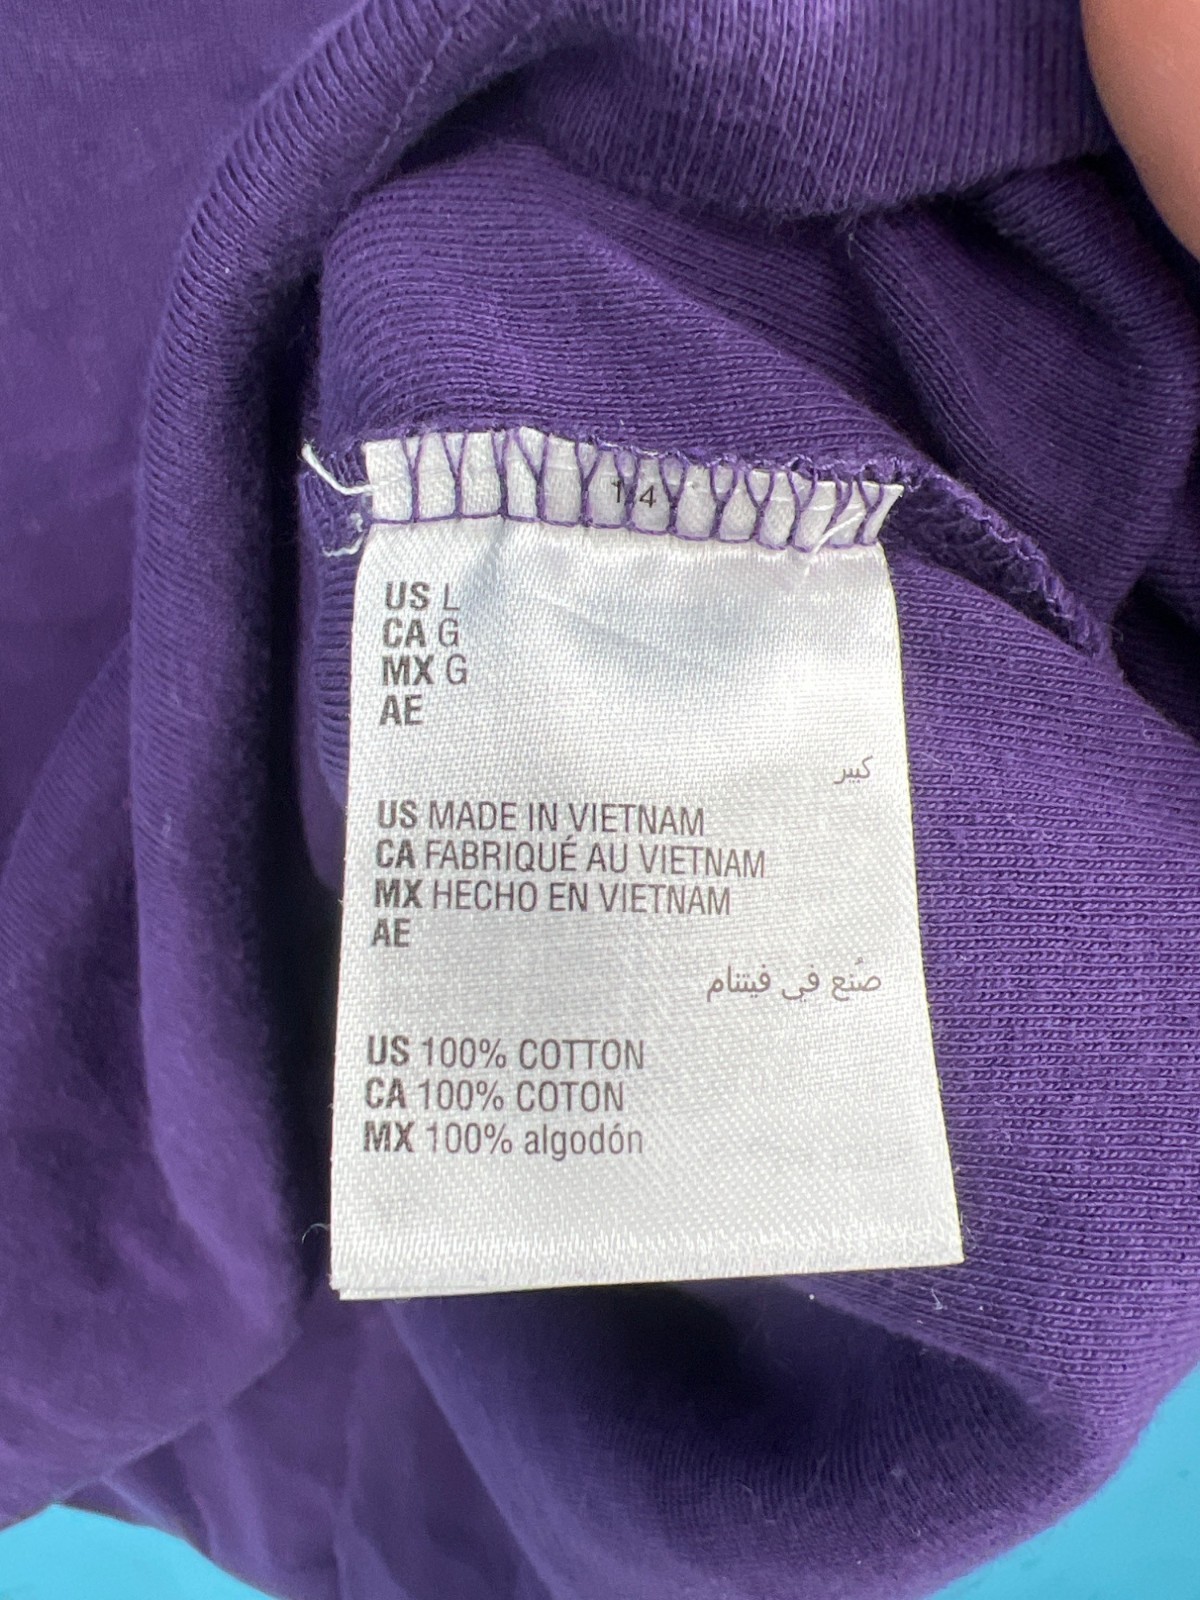 1.4
US L
CA G
MX G
AE
كبير
US MADE IN VIETNAM
CA FABRIQUÉ AU VIETNAM
MX HECHO EN VIETNAM
AE
صُنع في فيتنام
US 100% COTTON
CA 100% COTON
MX 100% algodón